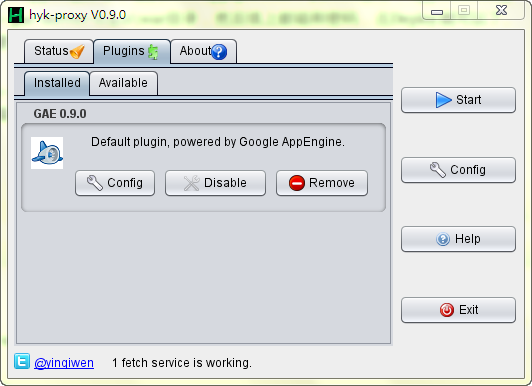 hyk-proxy V0.9.0
Status Plugins About
Installed Available
GAE 0.9.0
Default plugin, powered by Google AppEngine.
Config Disable Remove
Start
Config
Help
Exit
@yinqiwen 1 fetch service is working.